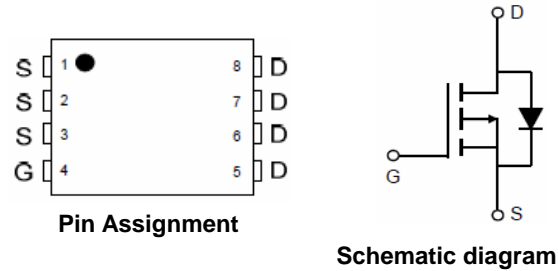 S 1 8 D
S 2 7 D
S 3 6 D
G 4 5 D
Pin Assignment
D
G
S
Schematic diagram